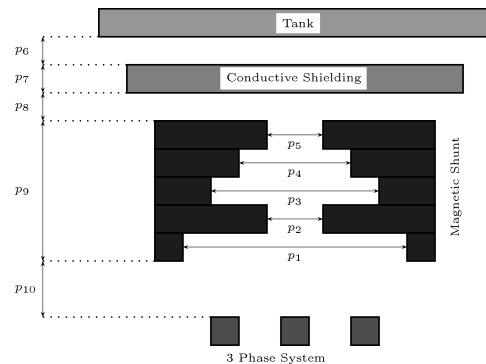 Tank
p6
p7
Conductive Shielding
p8
p5
p4
p9
p3
p2
p1
Magnetic Shunt
p10
3 Phase System